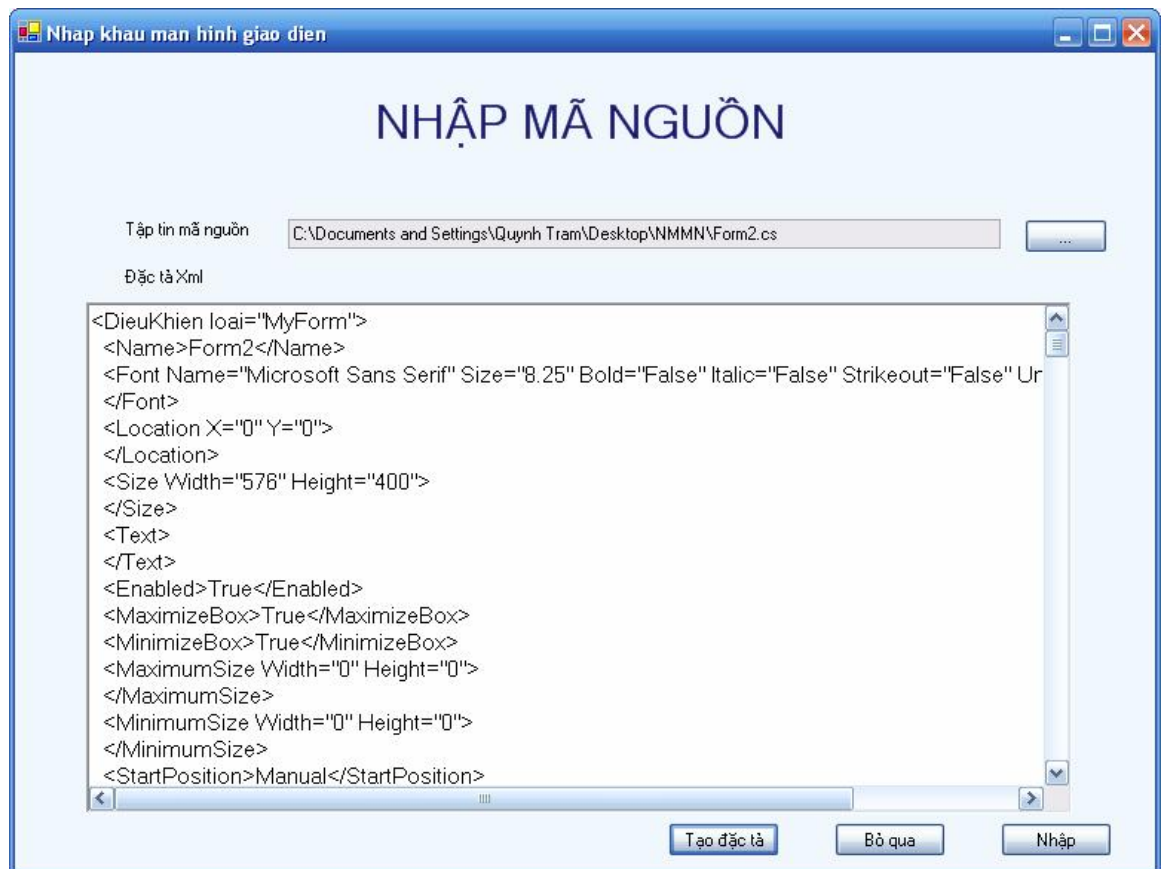 Nhap khau man hinh giao dien
NHẬP MÃ NGUỒN
Tập tin mã nguồn C:\Documents and Settings\Quynh Tram\Desktop\NMMN\Form2.cs ...
Đặc tả Xml
<DieuKhien loai="MyForm">
<Name>Form2</Name>
<Font Name="Microsoft Sans Serif" Size="8.25" Bold="False" Italic="False" Strikeout="False" Ur
</Font>
<Location X="0" Y="0">
</Location>
<Size Width="576" Height="400">
</Size>
<Text>
</Text>
<Enabled>True</Enabled>
<MaximizeBox>True</MaximizeBox>
<MinimizeBox>True</MinimizeBox>
<MaximumSize Width="0" Height="0">
</MaximumSize>
<MinimumSize Width="0" Height="0">
</MinimumSize>
<StartPosition>Manual</StartPosition>
Tạo đặc tả Bỏ qua Nhập